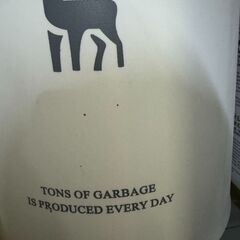 TONS OF GARBAGE
IS PRODUCED EVERY DAY